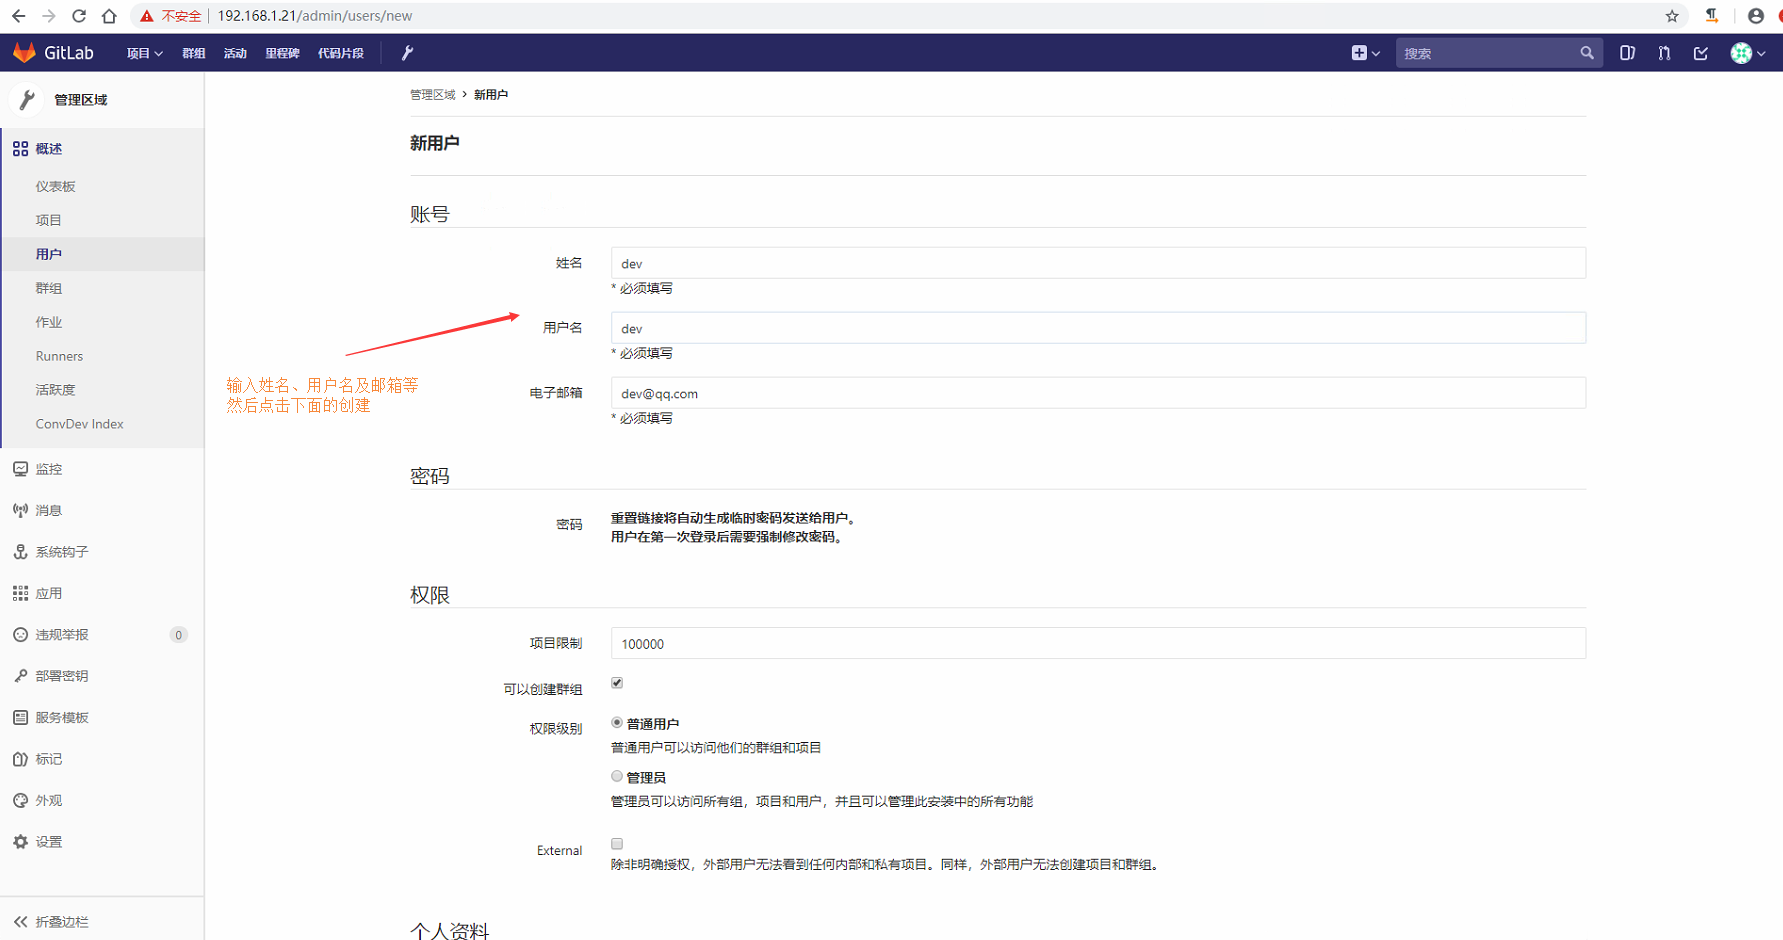 不安全 192.168.1.21/admin/users/new
GitLab 项目 群组 活动 里程碑 代码片段 搜索
管理区域
概述
仪表板
项目
用户
群组
作业
Runners
活跃度
ConvDev Index
监控
消息
系统钩子
应用
违规举报 0
部署密钥
服务模板
标记
外观
设置
折叠边栏
管理区域 › 新用户
新用户
账号
姓名 dev
* 必须填写
用户名 dev
* 必须填写
电子邮箱 dev@qq.com
* 必须填写
输入姓名、用户名及邮箱等
然后点击下面的创建
密码
密码 重置链接将自动生成临时密码发送给用户。
用户在第一次登录后需要强制修改密码。
权限
项目限制 100000
可以创建群组
权限级别 普通用户
普通用户可以访问他们的群组和项目
管理员
管理员可以访问所有组，项目和用户，并且可以管理此安装中的所有功能
External
除非明确授权，外部用户无法看到任何内部和私有项目。同样，外部用户无法创建项目和群组。
个人资料